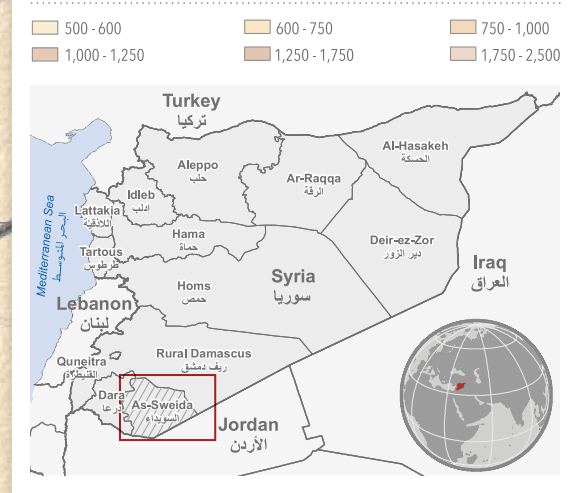 500 - 600
600 - 750
750 - 1,000
1,000 - 1,250
1,250 - 1,750
1,750 - 2,500
Turkey
تركيا
Al-Hasakeh
الحسكة
Aleppo
حلب
Ar-Raqqa
الرقة
Idleb
إدلب
Lattakia
اللاذقية
Mediterranean Sea
البحر المتوسط
Hama
حماة
Tartous
طرطوس
Deir-ez-Zor
دير الزور
Homs
حمص
Syria
سوريا
Iraq
العراق
Lebanon
لبنان
Quneitra
القنيطرة
Rural Damascus
ريف دمشق
Dara
درعا
As-Sweida
السويداء
Jordan
الأردن